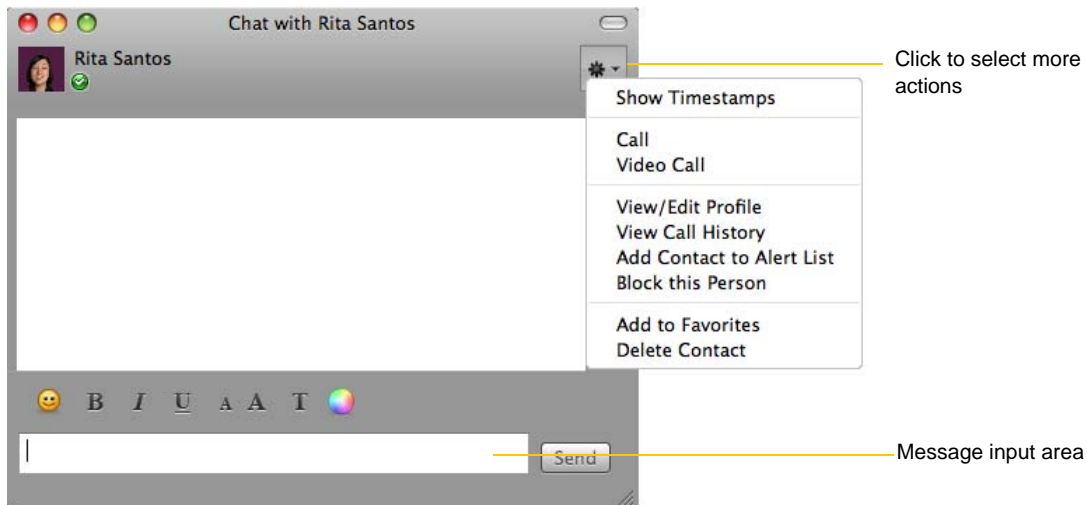 Chat with Rita Santos
Rita Santos
Click to select more
actions
Show Timestamps
Call
Video Call
View/Edit Profile
View Call History
Add Contact to Alert List
Block this Person
Add to Favorites
Delete Contact
B I U A A T
Send
Message input area